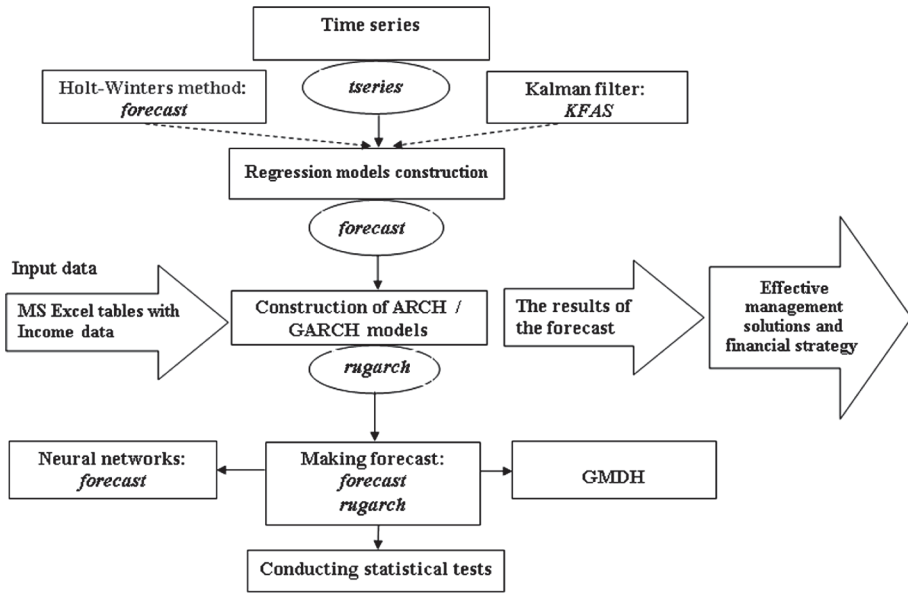 Time series
Holt-Winters method:
forecast
tseries
Kalman filter:
KFAS
Regression models construction
forecast
Input data
MS Excel tables with
Income data
Construction of ARCH /
GARCH models
The results of
the forecast
Effective
management
solutions and
financial strategy
rugarch
Neural networks:
forecast
Making forecast:
forecast
rugarch
GMDH
Conducting statistical tests